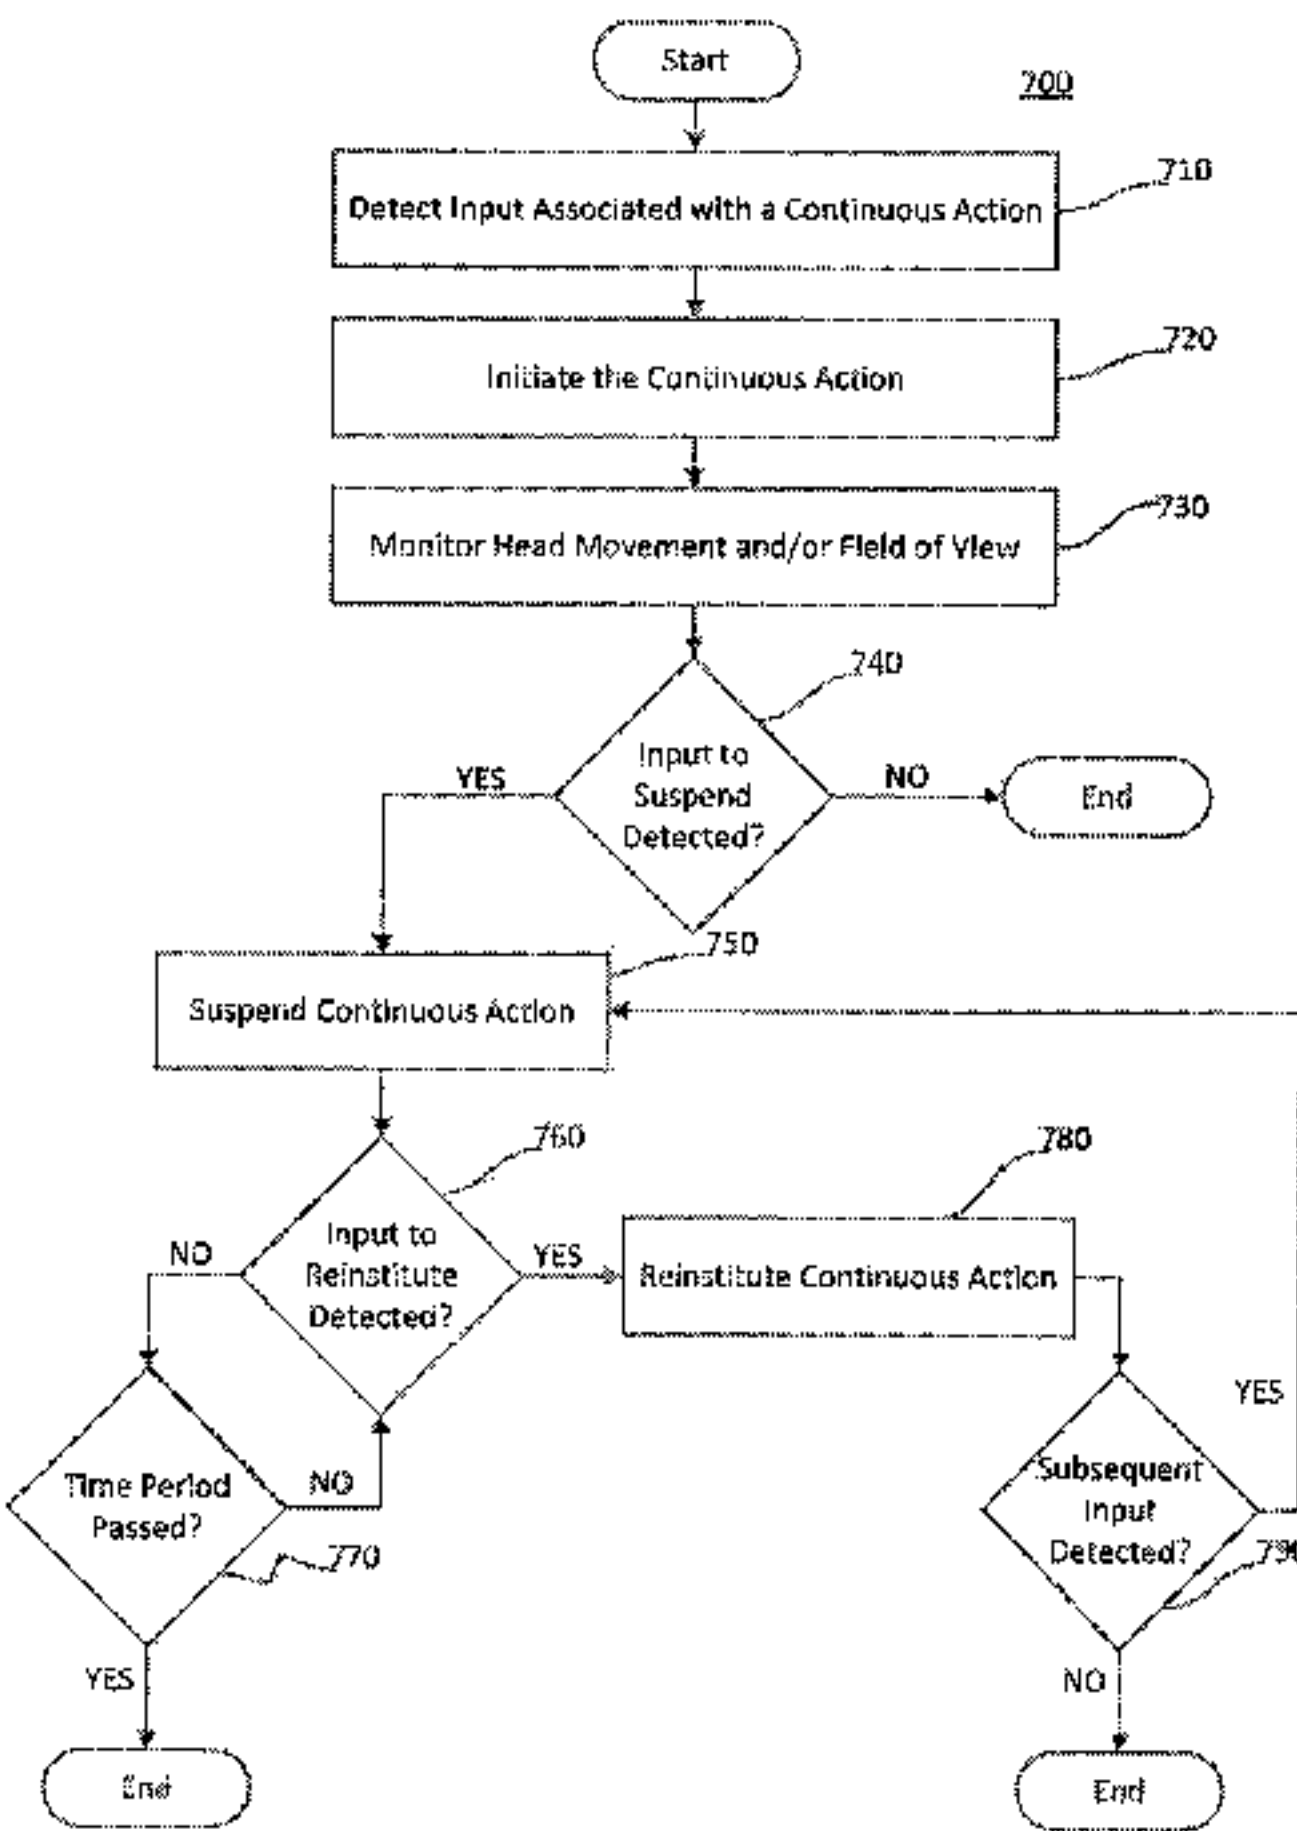 Start
700
Detect Input Associated with a Continuous Action
710
Initiate the Continuous Action
720
Monitor Head Movement and/or Field of View
730
740
Input to
Suspend
Detected?
YES
NO
End
750
Suspend Continuous Action
760
780
Input to
Reinstitute
Detected?
NO
YES
Reinstitute Continuous Action
Time Period
Passed?
NO
770
YES
Subsequent
Input
Detected?
YES
NO
End
End